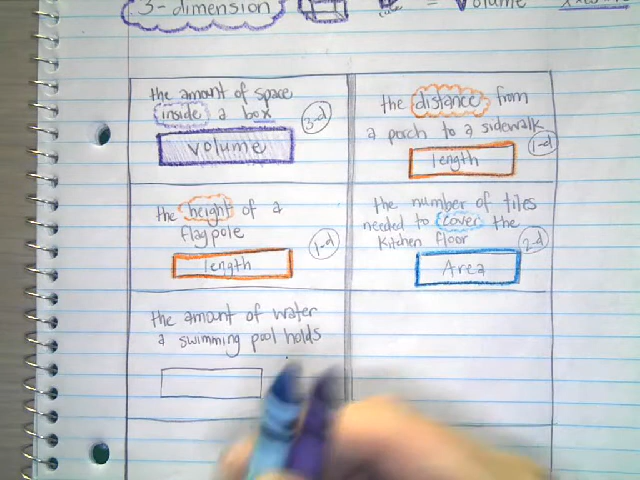 3-dimension
= Volume
the amount of space
inside a box
3-d
Volume
the distance from
a porch to a sidewalk
1-d
length
the height of a
flagpole
1-d
length
the number of tiles
needed to cover the
kitchen floor
2-d
Area
the amount of water
a swimming pool holds